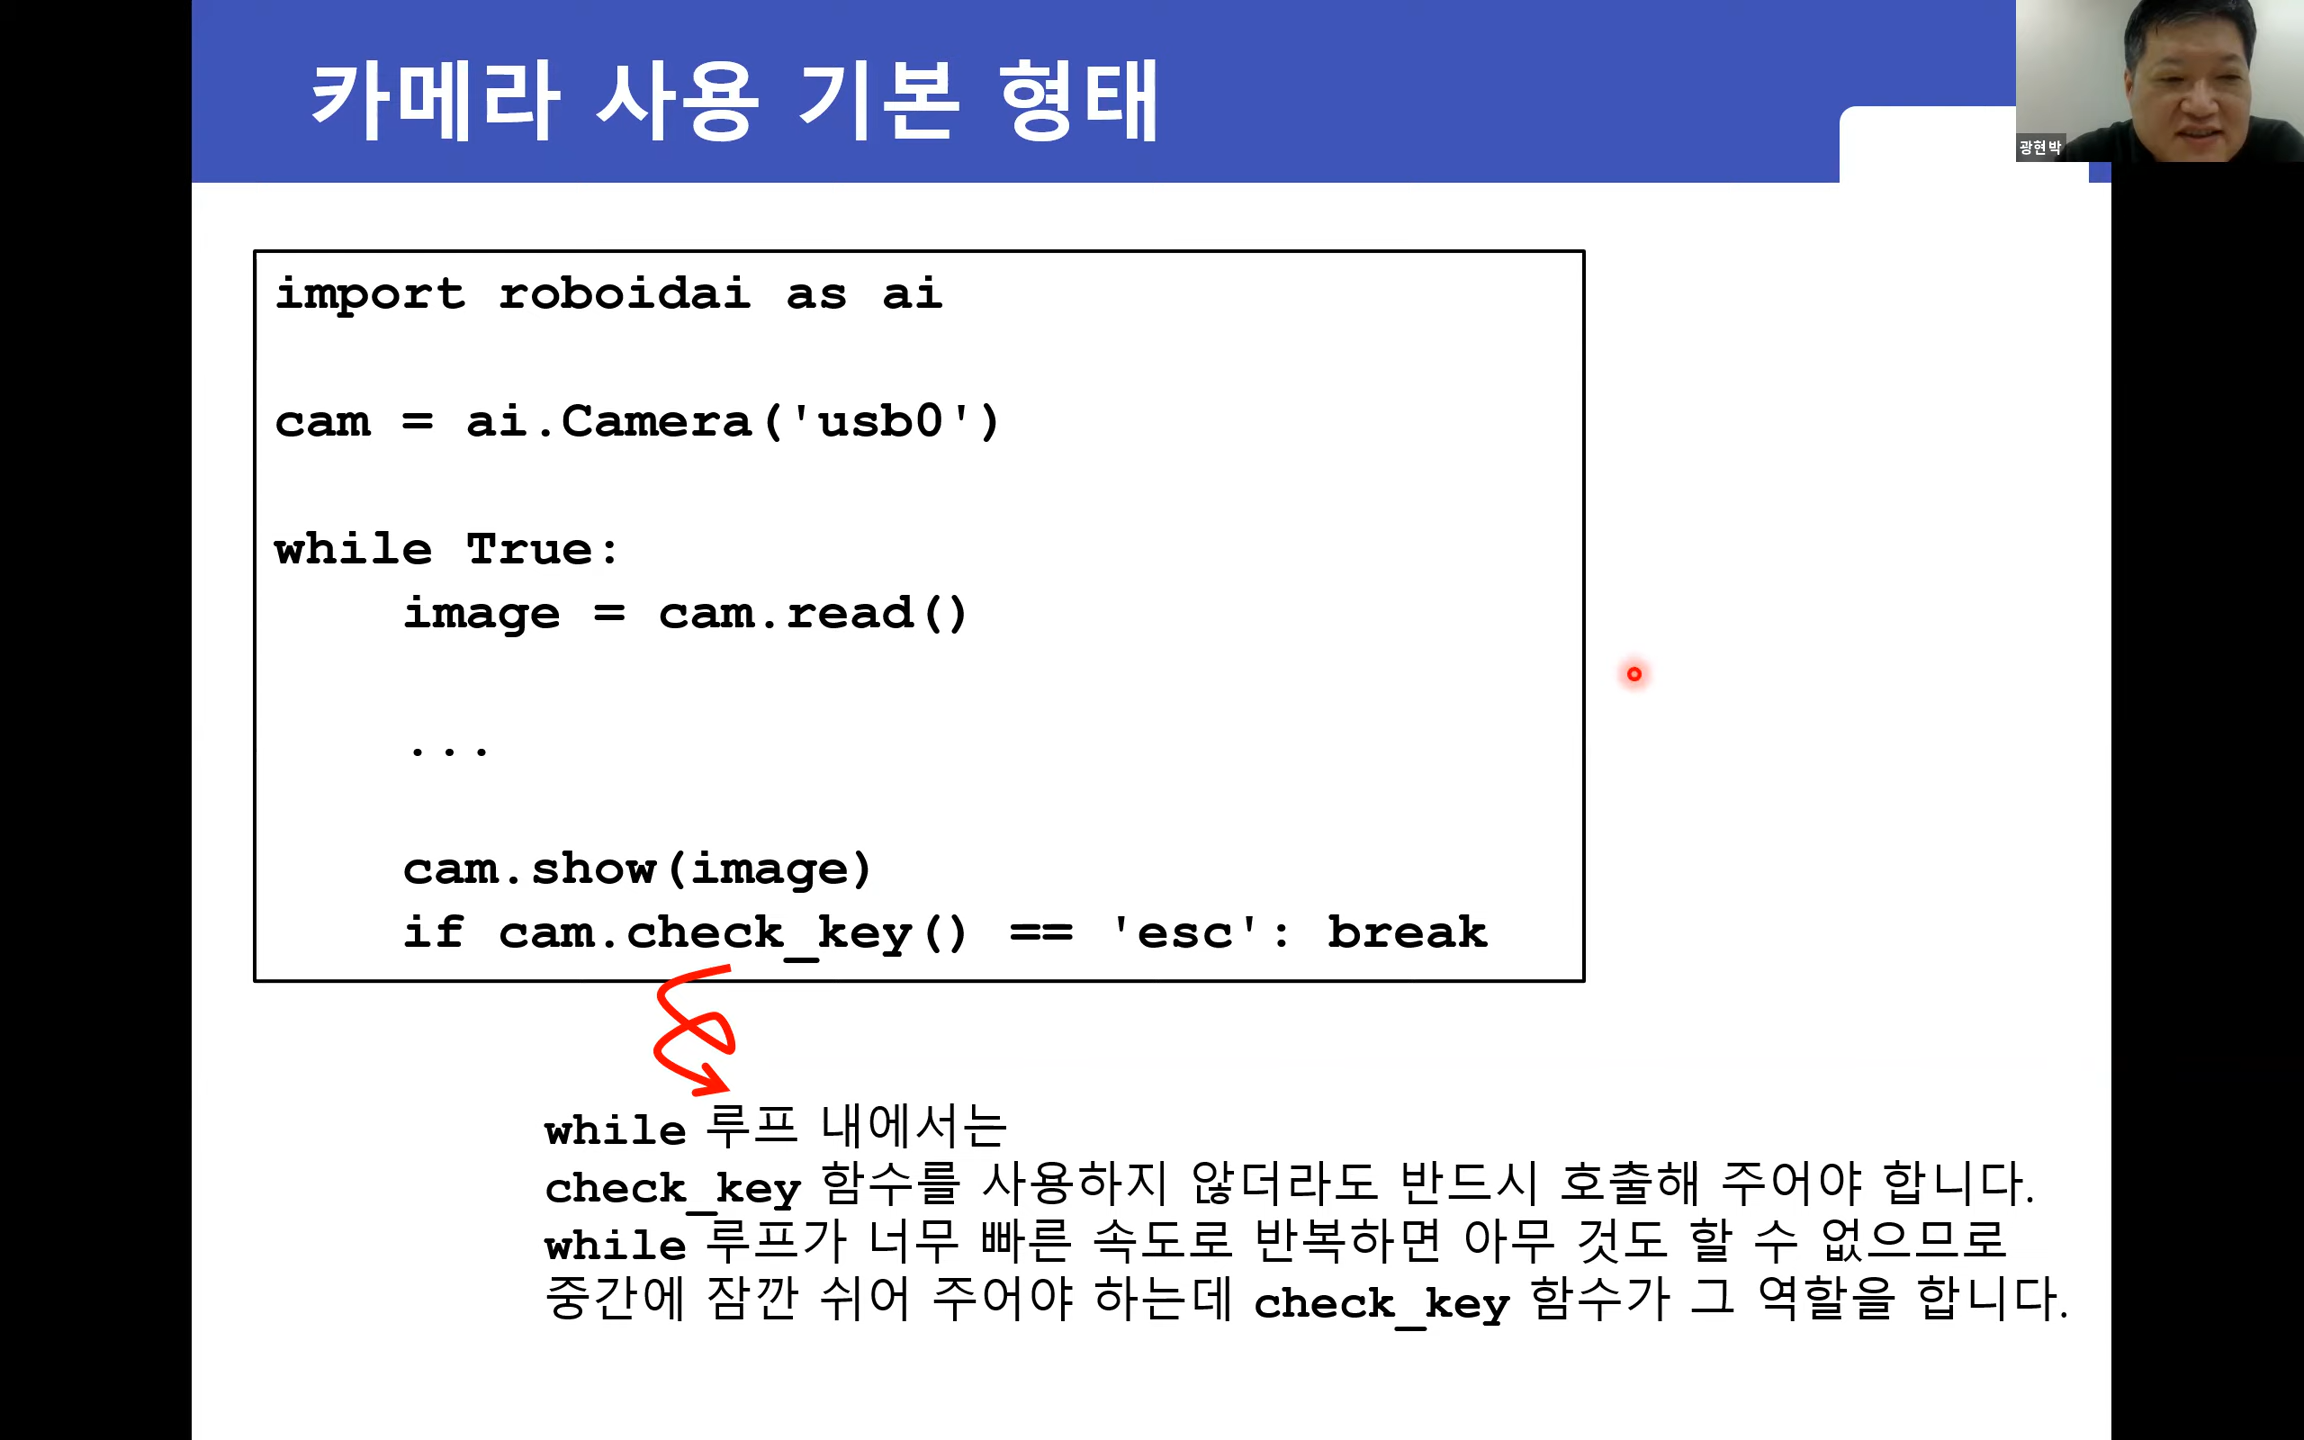 카메라 사용 기본 형태
광현박
import roboidai as ai
cam = ai.Camera('usb0')
while True:
    image = cam.read()
    ...
    cam.show(image)
    if cam.check_key() == 'esc': break
while 루프 내에서는
check_key 함수를 사용하지 않더라도 반드시 호출해 주어야 합니다.
while 루프가 너무 빠른 속도로 반복하면 아무 것도 할 수 없으므로
중간에 잠깐 쉬어 주어야 하는데 check_key 함수가 그 역할을 합니다.